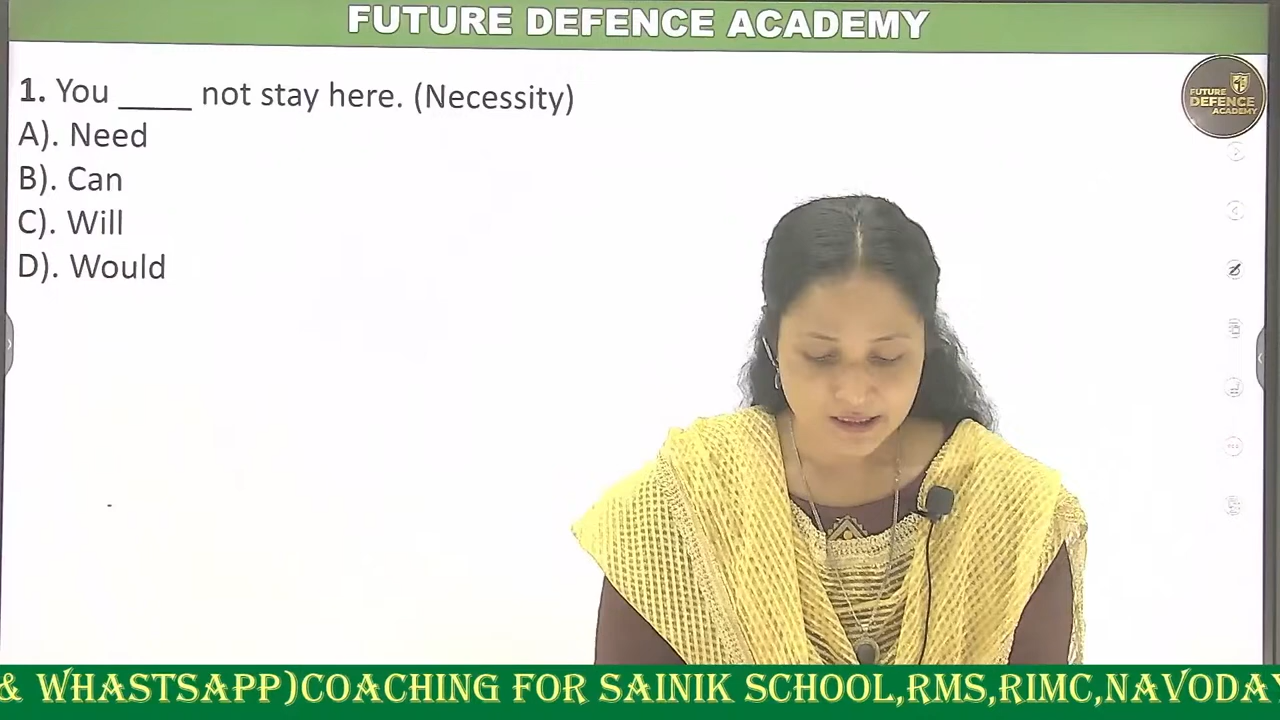 FUTURE DEFENCE ACADEMY
1. You ____ not stay here. (Necessity)
A). Need
B). Can
C). Will
D). Would
FUTURE
DEFENCE
ACADEMY
& WHASTSAPP)COACHING FOR SAINIK SCHOOL,RMS,RIMC,NAVODAY